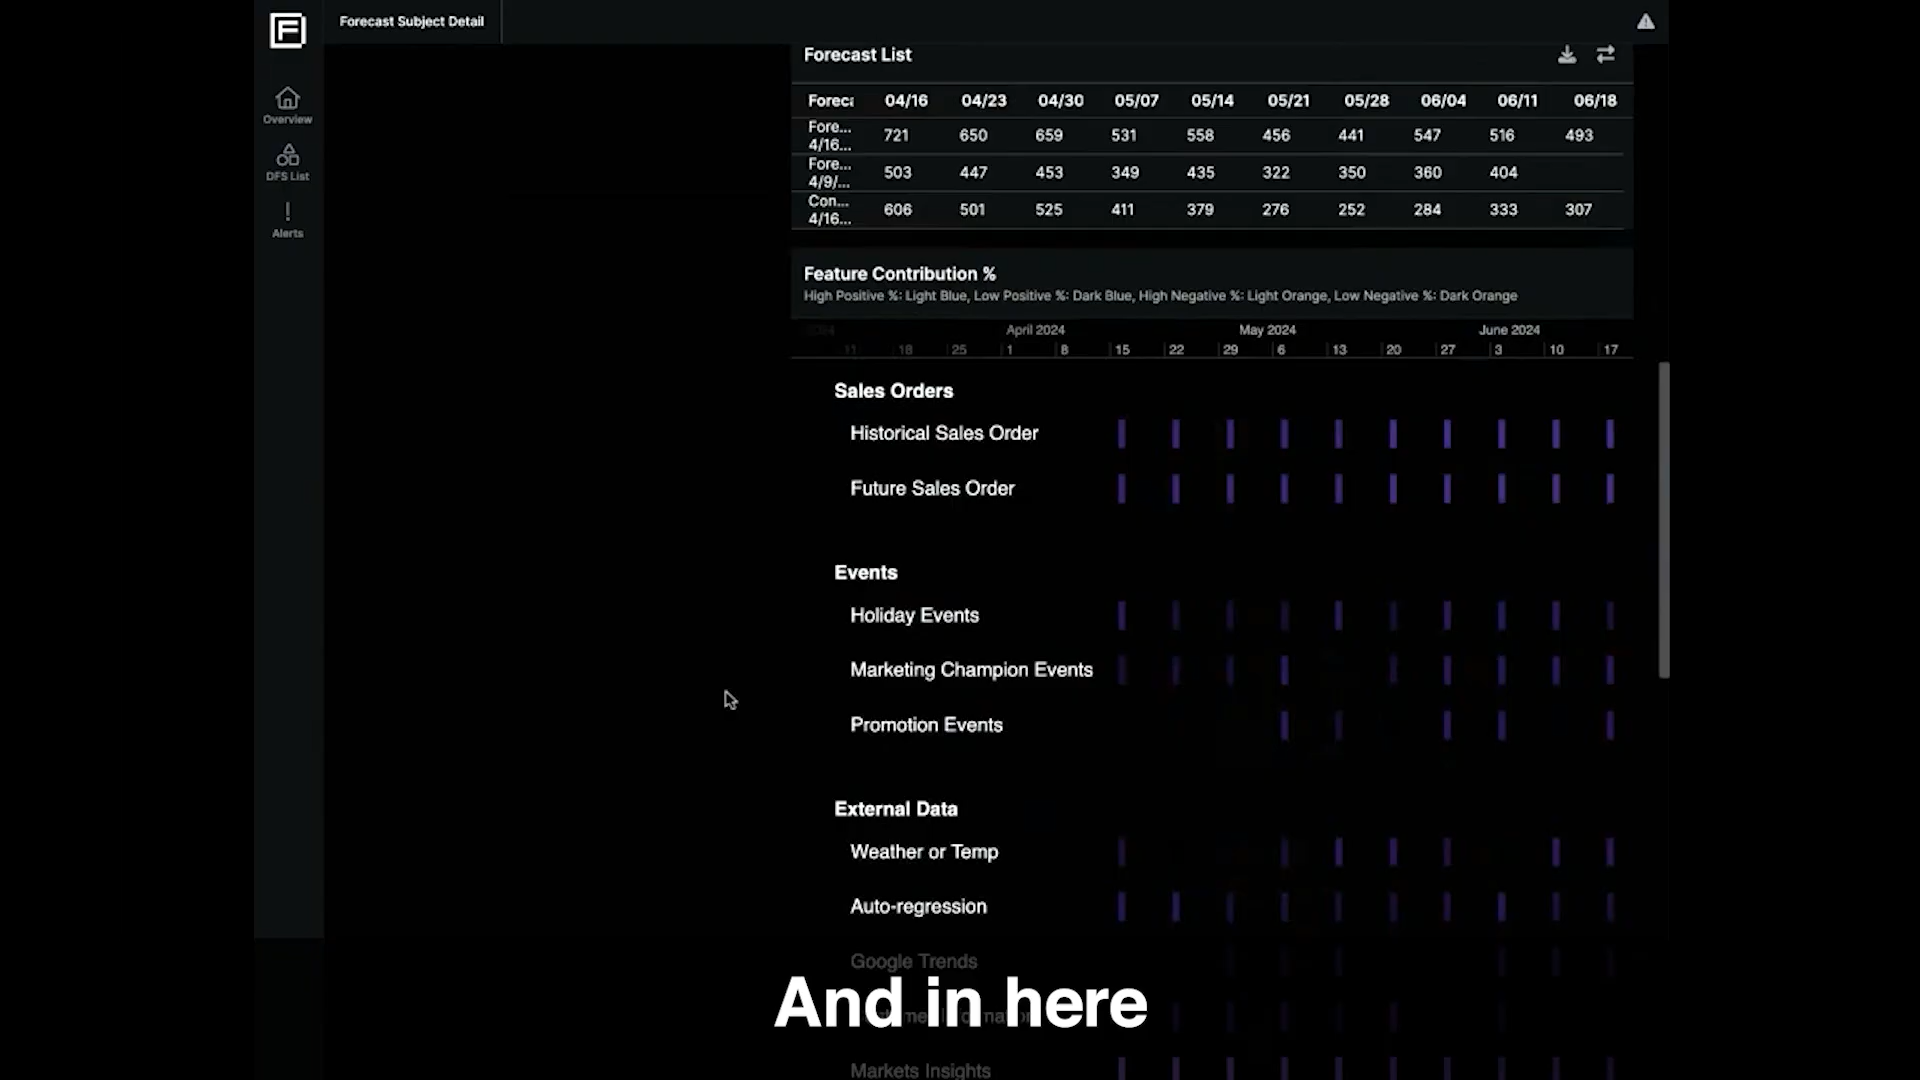 Forecast Subject Detail
Overview
DFS List
Alerts
Forecast List
Foreca 04/16 04/23 04/30 05/07 05/14 05/21 05/28 06/04 06/11 06/18
Fore...
4/16... 721 650 659 531 558 456 441 547 516 493
Fore...
4/9/... 503 447 453 349 435 322 350 360 404
Con...
4/16... 606 501 525 411 379 276 252 284 333 307
Feature Contribution %
High Positive %: Light Blue, Low Positive %: Dark Blue, High Negative %: Light Orange, Low Negative %: Dark Orange
2024 April 2024 May 2024 June 2024
11 18 25 1 8 15 22 29 6 13 20 27 3 10 17
Sales Orders
Historical Sales Order
Future Sales Order
Events
Holiday Events
Marketing Champion Events
Promotion Events
External Data
Weather or Temp
Auto-regression
Google Trends
And in here
Markets Insights